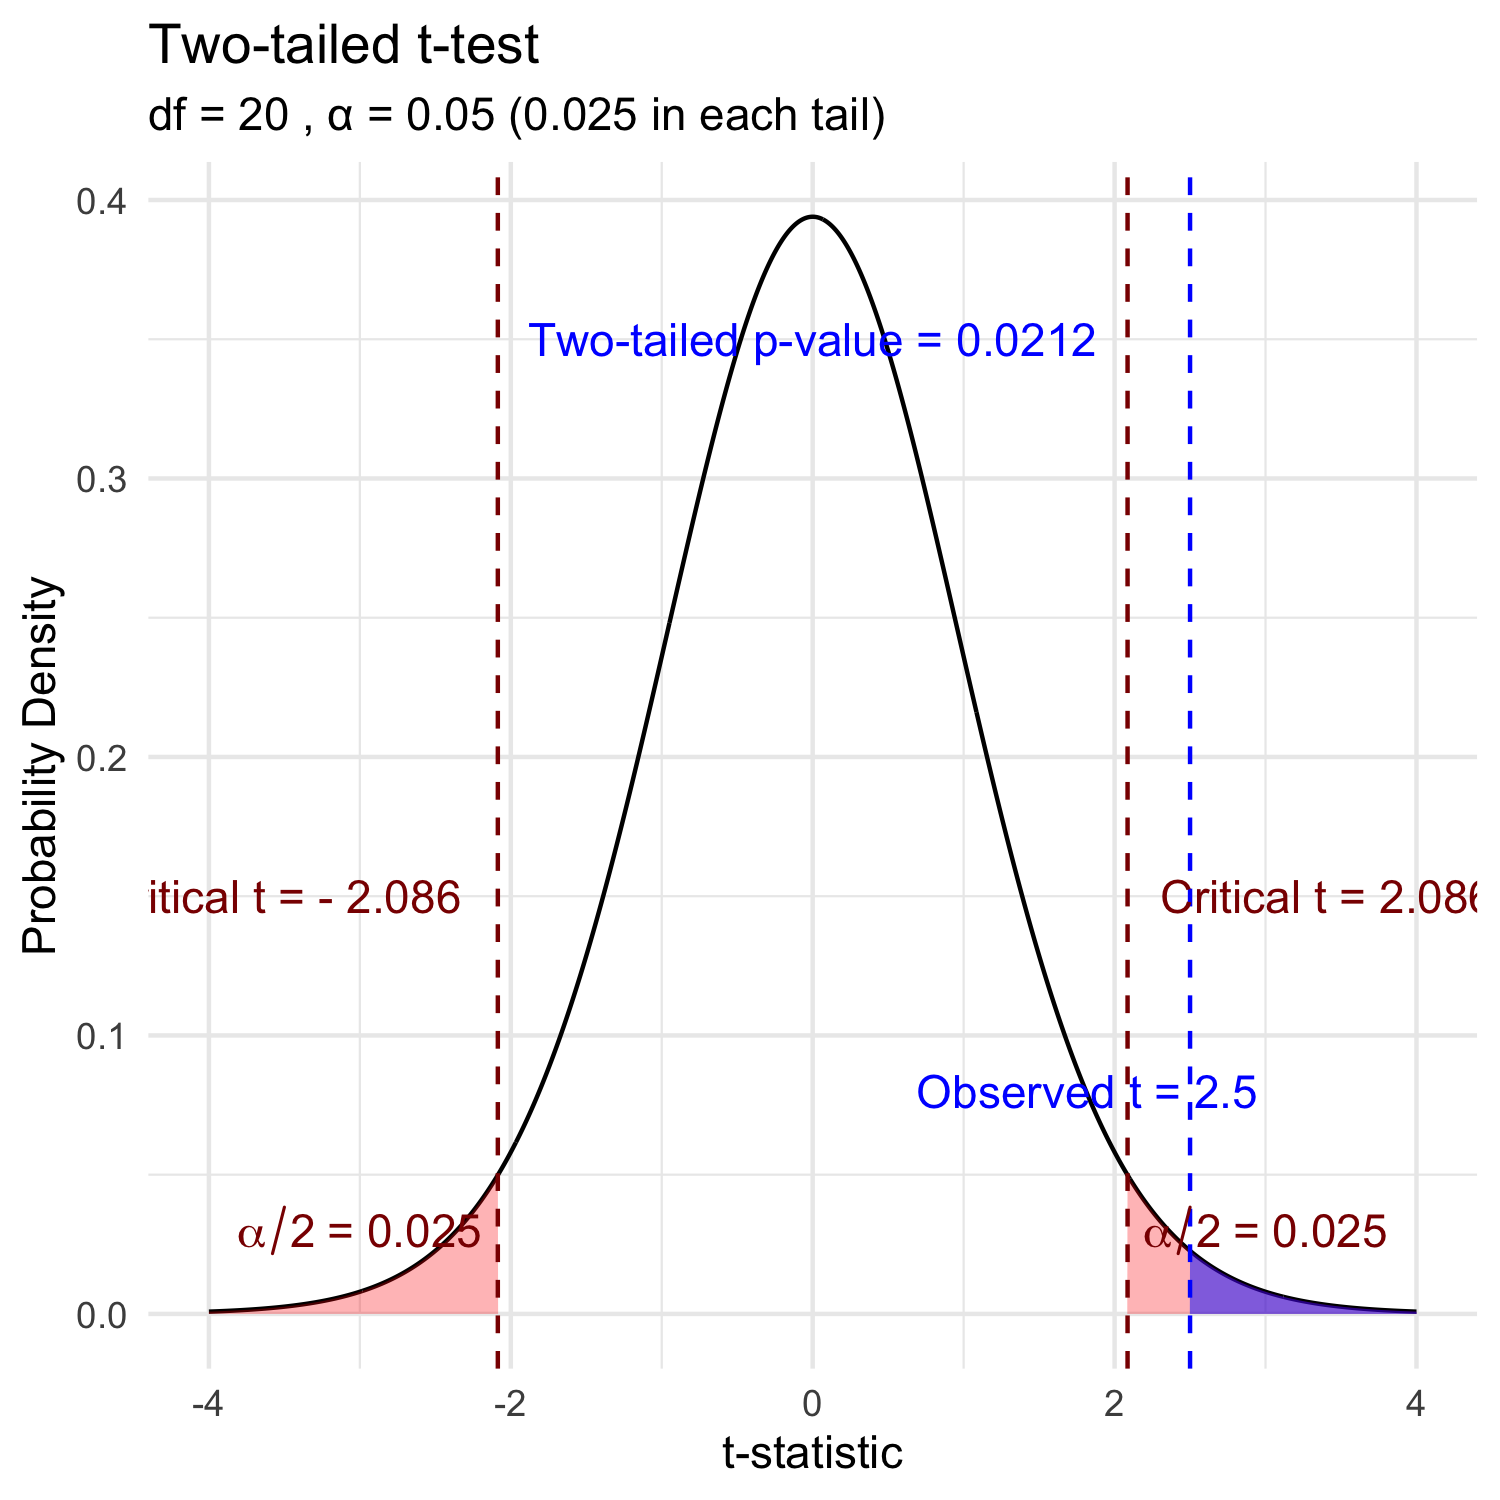 Two-tailed t-test
df = 20 , α = 0.05 (0.025 in each tail)
Probability Density
0.4
0.3
0.2
0.1
0.0
Two-tailed p-value = 0.0212
itical t = - 2.086
Critical t = 2.086
Observed t = 2.5
α/2 = 0.025
α/2 = 0.025
-4
-2
0
2
4
t-statistic